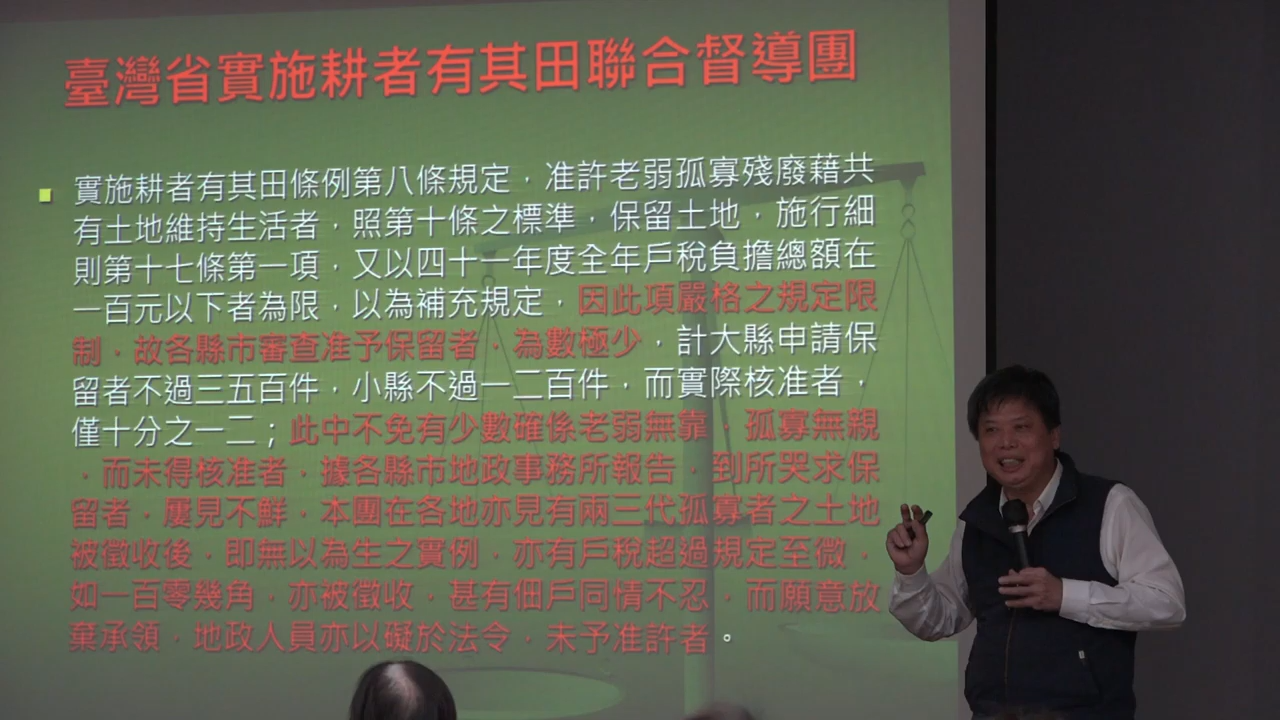 臺灣省實施耕者有其田聯合督導團
實施耕者有其田條例第八條規定，准許老弱孤寡殘廢藉共
有土地維持生活者，照第十條之標準，保留土地，施行細
則第十七條第一項，又以四十一年度全年戶稅負擔總額在
一百元以下者為限，以為補充規定，因此項嚴格之規定限
制，故各縣市審查准予保留者，為數極少，計大縣申請保
留者不過三五百件，小縣不過一二百件，而實際核准者，
僅十分之一二；此中不免有少數確係老弱無靠，孤寡無親
，而未得核准者，據各縣市地政事務所報告，到所哭求保
留者，屢見不鮮，本團在各地亦見有兩三代孤寡者之土地
被徵收後，即無以為生之實例，亦有戶稅超過規定至微，
如一百零幾角，亦被徵收，甚有佃戶同情不忍，而願意放
棄承領，地政人員亦以礙於法令，未予准許者。